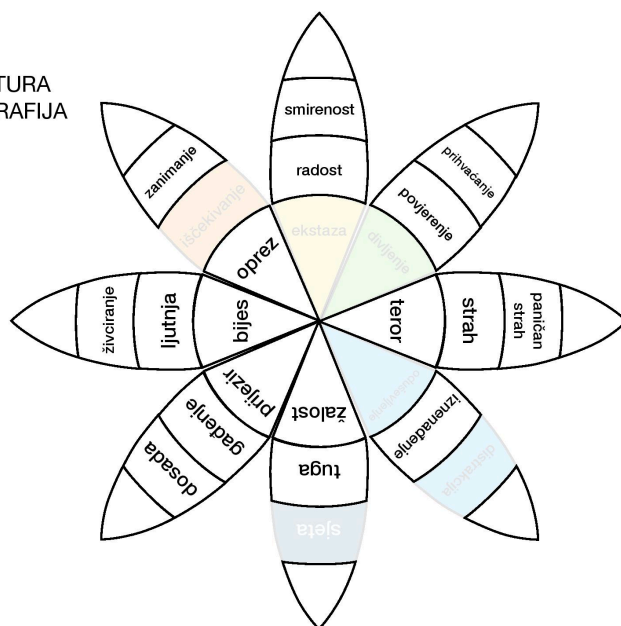 TURA
RAFIJA
smirenost
radost
ekstaza
prihvaćanje
povjerenje
divljenje
zanimanje
iščekivanje
oprez
živciranje
ljutnja
bijes
teror
strah
paničan
strah
prijezir
gađenje
dosada
žalost
tuga
sjeta
iznenađenje
distrakcija